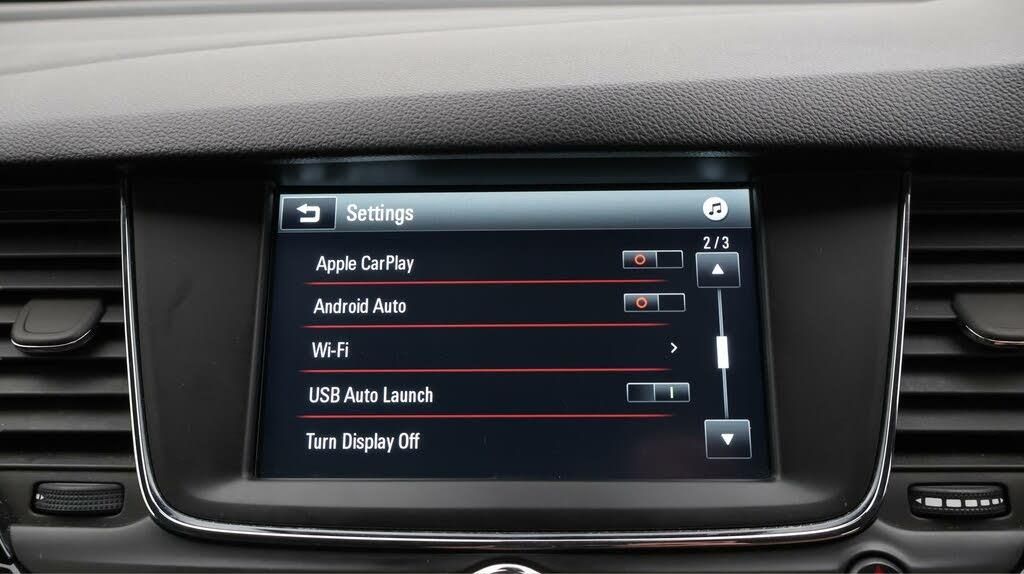 Settings
2/3
Apple CarPlay
Android Auto
Wi-Fi
USB Auto Launch
Turn Display Off